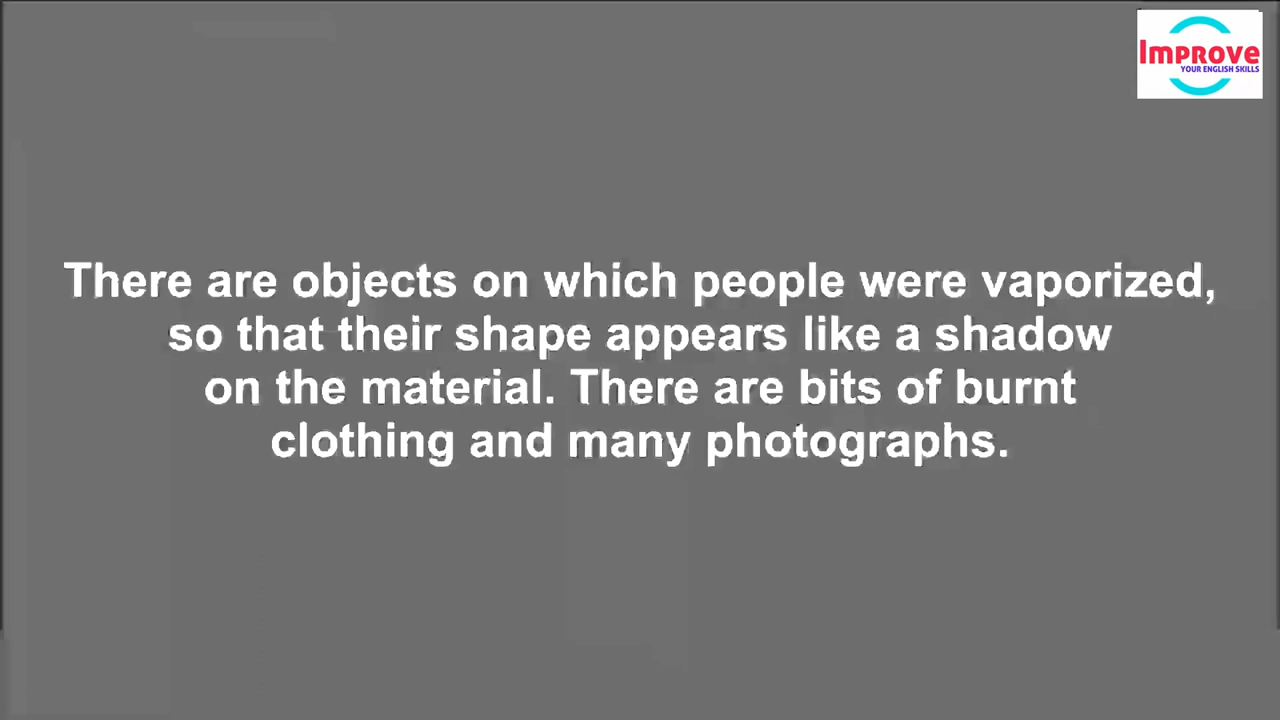 Improve
YOUR ENGLISH SKILLS
There are objects on which people were vaporized,
so that their shape appears like a shadow
on the material. There are bits of burnt
clothing and many photographs.